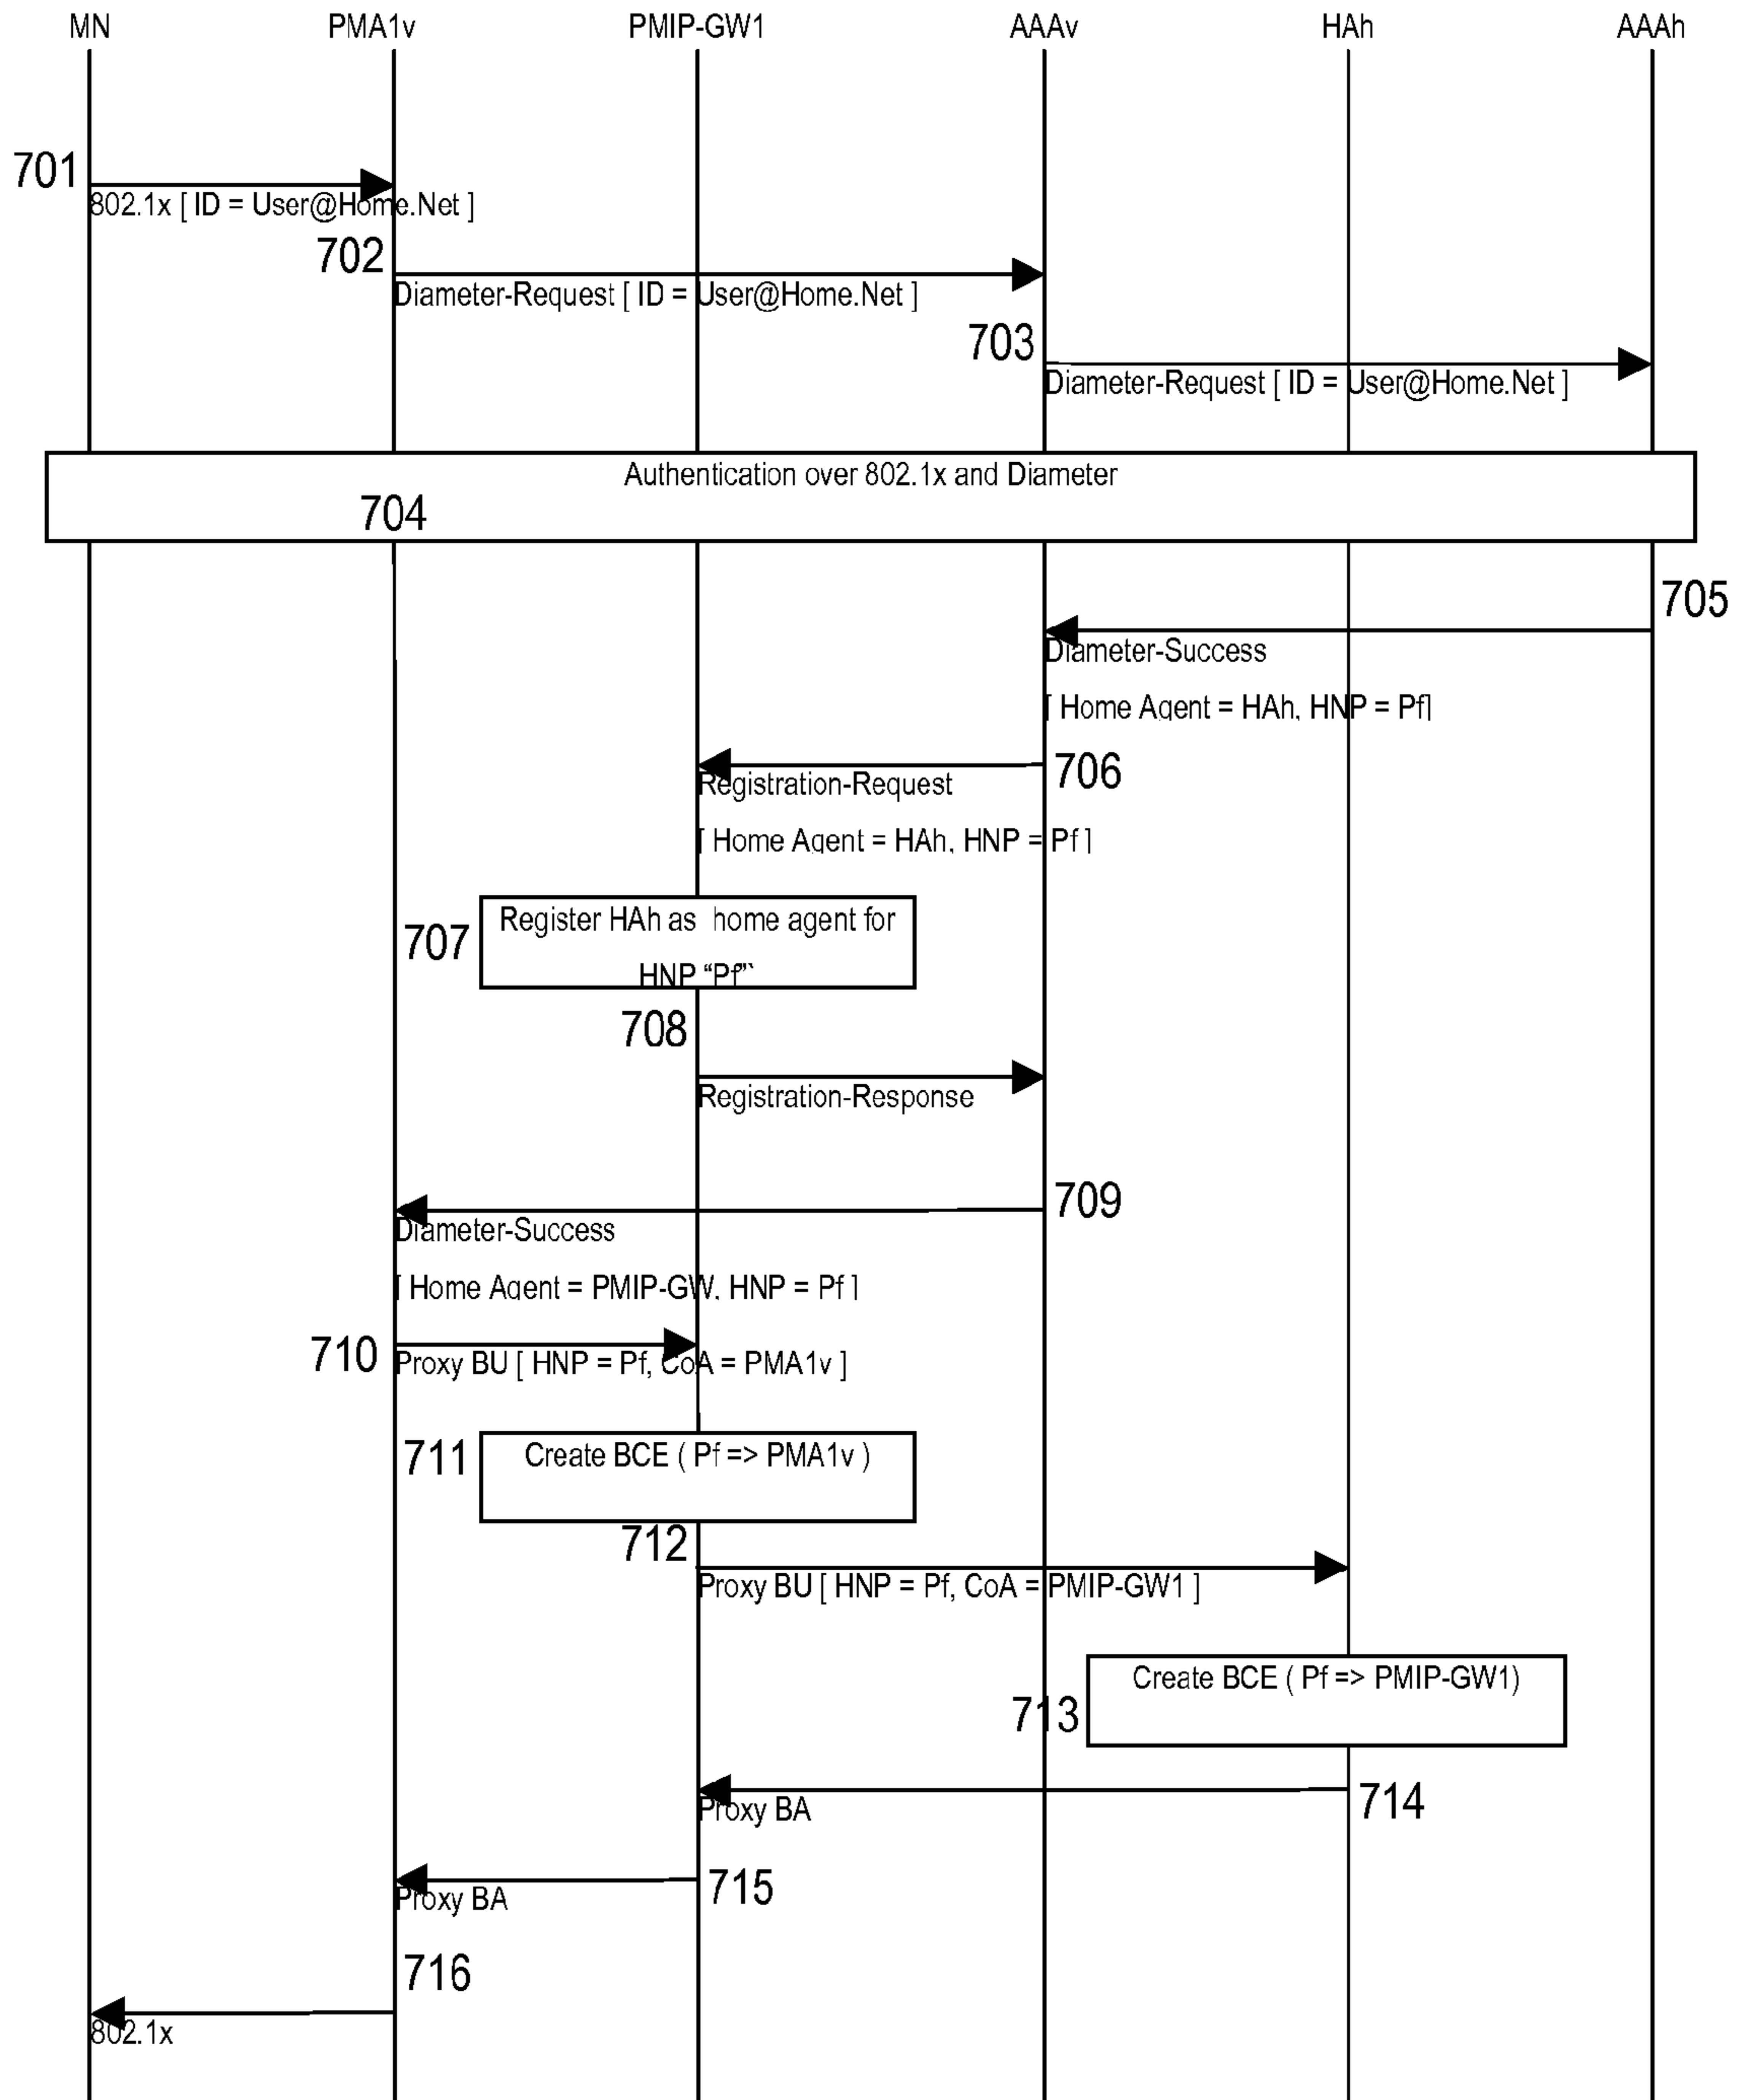 MN PMA1v PMIP-GW1 AAAv HAh AAAh
701
802.1x [ ID = User@Home.Net ]
702
Diameter-Request [ ID = User@Home.Net ]
703
Diameter-Request [ ID = User@Home.Net ]
Authentication over 802.1x and Diameter
704
705
Diameter-Success
[ Home Agent = HAh, HNP = Pf]
706
Registration-Request
[ Home Agent = HAh, HNP = Pf ]
707
Register HAh as home agent for
HNP “Pf”`
708
Registration-Response
709
Diameter-Success
[ Home Agent = PMIP-GW, HNP = Pf ]
710
Proxy BU [ HNP = Pf, CoA = PMA1v ]
711
Create BCE ( Pf => PMA1v )
712
Proxy BU [ HNP = Pf, CoA = PMIP-GW1 ]
Create BCE ( Pf => PMIP-GW1)
713
714
Proxy BA
715
Proxy BA
716
802.1x